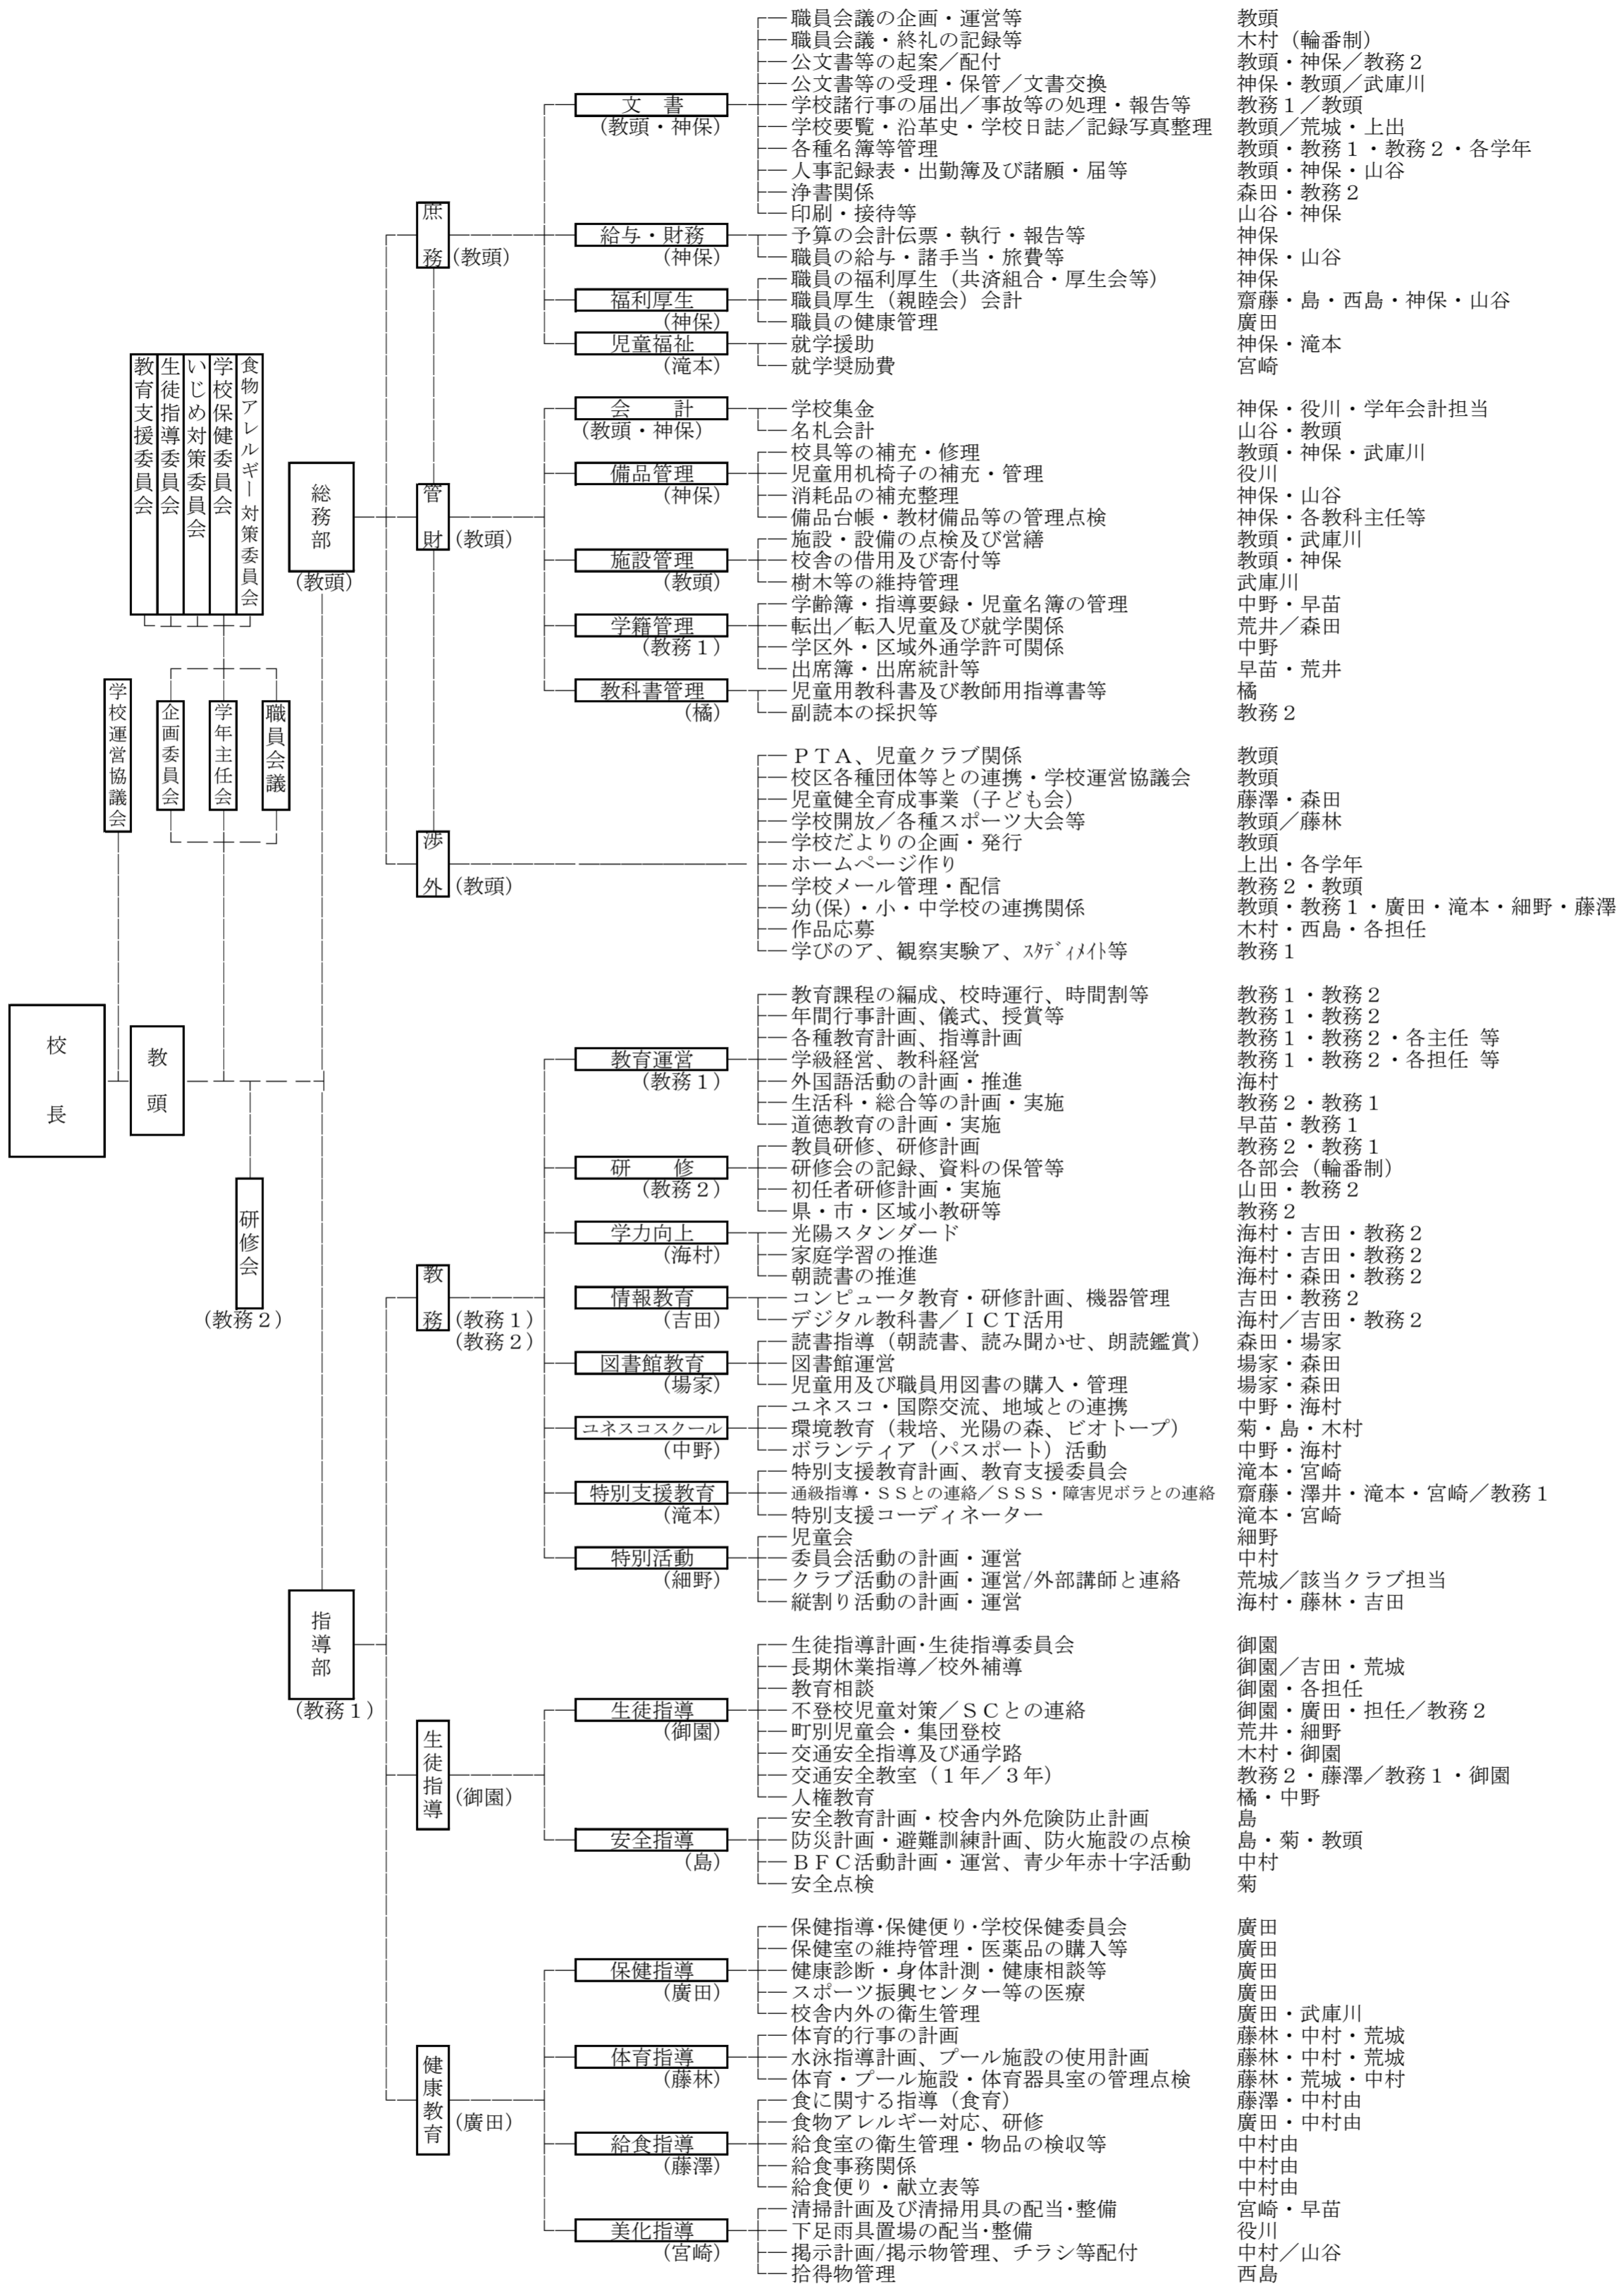 校長
教頭
学校運営協議会
教育支援委員会
生徒指導委員会
いじめ対策委員会
学校保健委員会
食物アレルギー対策委員会
企画委員会
学年主任会
職員会議
研修会
(教務2)
総務部
(教頭)
庶務 (教頭)
文 書
(教頭・神保)
職員会議の企画・運営等 教頭
職員会議・終礼の記録等 木村(輪番制)
公文書等の起案/配付 教頭・神保/教務2
公文書等の受理・保管/文書交換 神保・教頭/武庫川
学校諸行事の届出/事故等の処理・報告等 教務1/教頭
学校要覧・沿革史・学校日誌/記録写真整理 教頭/荒城・上出
各種名簿等管理 教頭・教務1・教務2・各学年
人事記録表・出勤簿及び諸願・届等 教頭・神保・山谷
浄書関係 森田・教務2
印刷・接待等 山谷・神保
給与・財務
(神保)
予算の会計伝票・執行・報告等 神保
職員の給与・諸手当・旅費等 神保・山谷
福利厚生
(神保)
職員の福利厚生(共済組合・厚生会等) 神保
職員厚生(親睦会)会計 齋藤・島・西島・神保・山谷
職員の健康管理 廣田
児童福祉
(滝本)
就学援助 神保・滝本
就学奨励費 宮崎
管財 (教頭)
会 計
(教頭・神保)
学校集金 神保・役川・学年会計担当
名札会計 山谷・教頭
備品管理
(神保)
校具等の補充・修理 教頭・神保・武庫川
児童用机椅子の補充・管理 役川
消耗品の補充整理 神保・山谷
備品台帳・教材備品等の管理点検 神保・各教科主任等
施設管理
(教頭)
施設・設備の点検及び営繕 教頭・武庫川
校舎の借用及び寄付等 教頭・神保
樹木等の維持管理 武庫川
学籍管理
(教務1)
学齢簿・指導要録・児童名簿の管理 中野・早苗
転出/転入児童及び就学関係 荒井/森田
学区外・区域外通学許可関係 中野
出席簿・出席統計等 早苗・荒井
教科書管理
(橘)
児童用教科書及び教師用指導書等 橘
副読本の採択等 教務2
渉外 (教頭)
PTA、児童クラブ関係 教頭
校区各種団体等との連携・学校運営協議会 教頭
児童健全育成事業(子ども会) 藤澤・森田
学校開放/各種スポーツ大会等 教頭/藤林
学校だよりの企画・発行 教頭
ホームページ作り 上出・各学年
学校メール管理・配信 教務2・教頭
幼(保)・小・中学校の連携関係 教頭・教務1・廣田・滝本・細野・藤澤
作品応募 木村・西島・各担任
学びのア、観察実験ア、ｽﾀﾃﾞｨﾒｲﾄ等 教務1
指導部
(教務1)
教務 (教務1)
(教務2)
教育運営
(教務1)
教育課程の編成、校時運行、時間割等 教務1・教務2
年間行事計画、儀式、授賞等 教務1・教務2
各種教育計画、指導計画 教務1・教務2・各主任 等
学級経営、教科経営 教務1・教務2・各担任 等
外国語活動の計画・推進 海村
生活科・総合等の計画・実施 教務2・教務1
道徳教育の計画・実施 早苗・教務1
研 修
(教務2)
教員研修、研修計画 教務2・教務1
研修会の記録、資料の保管等 各部会(輪番制)
初任者研修計画・実施 山田・教務2
県・市・区域小教研等 教務2
学力向上
(海村)
光陽スタンダード 海村・吉田・教務2
家庭学習の推進 海村・吉田・教務2
朝読書の推進 海村・森田・教務2
情報教育
(吉田)
コンピュータ教育・研修計画、機器管理 吉田・教務2
デジタル教科書/ICT活用 海村/吉田・教務2
図書館教育
(場家)
読書指導(朝読書、読み聞かせ、朗読鑑賞) 森田・場家
図書館運営 場家・森田
児童用及び職員用図書の購入・管理 場家・森田
ユネスコスクール
(中野)
ユネスコ・国際交流、地域との連携 中野・海村
環境教育(栽培、光陽の森、ビオトープ) 菊・島・木村
ボランティア(パスポート)活動 中野・海村
特別支援教育
(滝本)
特別支援教育計画、教育支援委員会 滝本・宮崎
通級指導・SSとの連絡/SSS・障害児ボラとの連絡 齋藤・澤井・滝本・宮崎/教務1
特別支援コーディネーター 滝本・宮崎
特別活動
(細野)
児童会 細野
委員会活動の計画・運営 中村
クラブ活動の計画・運営/外部講師と連絡 荒城/該当クラブ担当
縦割り活動の計画・運営 海村・藤林・吉田
生徒指導 (御園)
生徒指導
(御園)
生徒指導計画・生徒指導委員会 御園
長期休業指導/校外補導 御園/吉田・荒城
教育相談 御園・各担任
不登校児童対策/SCとの連絡 御園・廣田・担任/教務2
町別児童会・集団登校 荒井・細野
交通安全指導及び通学路 木村・御園
交通安全教室(1年/3年) 教務2・藤澤/教務1・御園
人権教育 橘・中野
安全指導
(島)
安全教育計画・校舎内外危険防止計画 島
防災計画・避難訓練計画、防火施設の点検 島・菊・教頭
BFC活動計画・運営、青少年赤十字活動 中村
安全点検 菊
健康教育 (廣田)
保健指導
(廣田)
保健指導・保健便り・学校保健委員会 廣田
保健室の維持管理・医薬品の購入等 廣田
健康診断・身体計測・健康相談等 廣田
スポーツ振興センター等の医療 廣田
校舎内外の衛生管理 廣田・武庫川
体育指導
(藤林)
体育的行事の計画 藤林・中村・荒城
水泳指導計画、プール施設の使用計画 藤林・中村・荒城
体育・プール施設・体育器具室の管理点検 藤林・荒城・中村
給食指導
(藤澤)
食に関する指導(食育) 藤澤・中村由
食物アレルギー対応、研修 廣田・中村由
給食室の衛生管理・物品の検収等 中村由
給食事務関係 中村由
給食便り・献立表等 中村由
美化指導
(宮崎)
清掃計画及び清掃用具の配当・整備 宮崎・早苗
下足雨具置場の配当・整備 役川
掲示計画/掲示物管理、チラシ等配付 中村/山谷
拾得物管理 西島